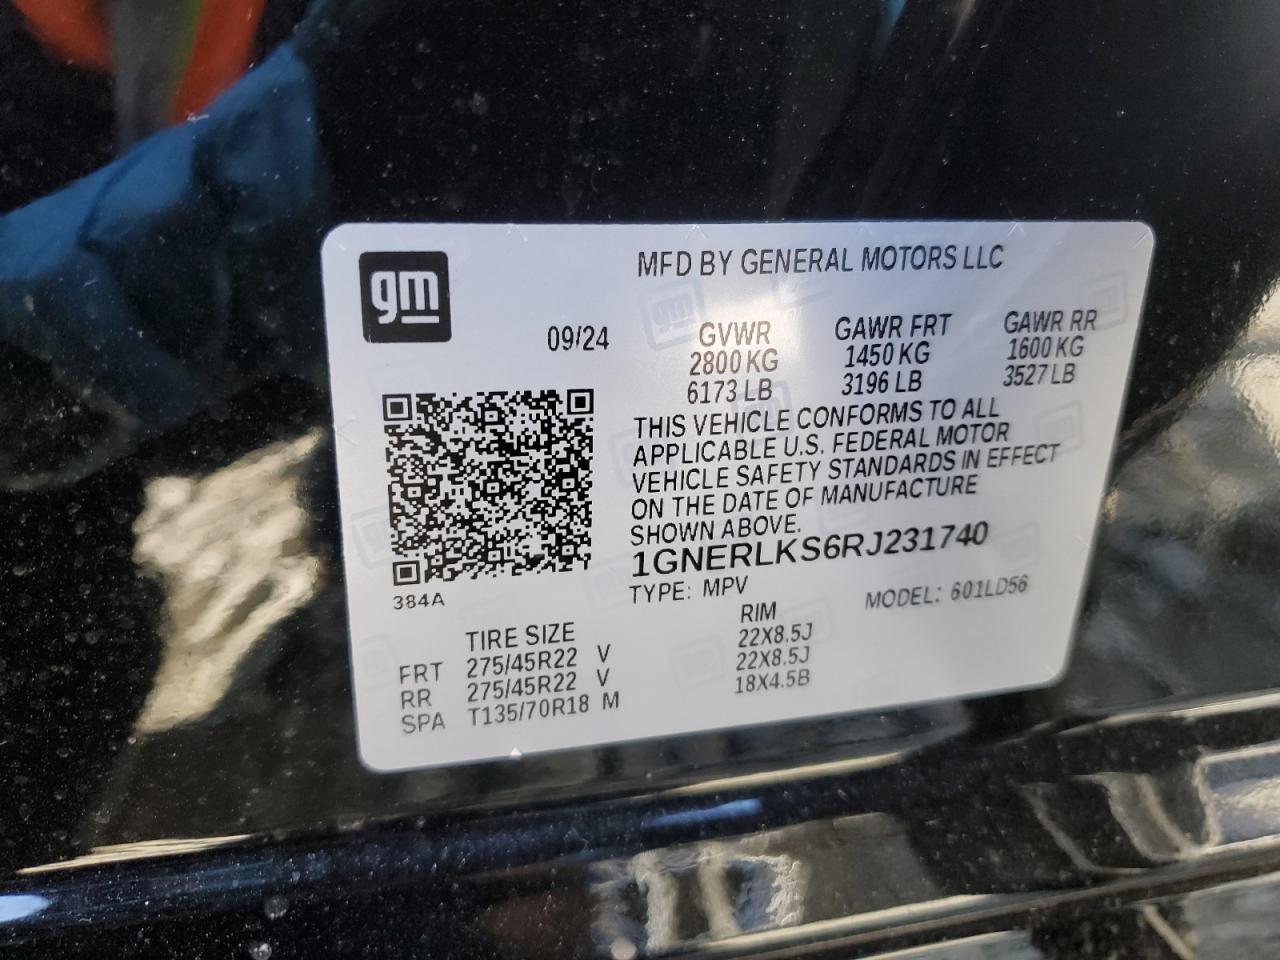 gm
MFD BY GENERAL MOTORS LLC
09/24
GVWR GAWR FRT GAWR RR
2800 KG 1450 KG 1600 KG
6173 LB 3196 LB 3527 LB
THIS VEHICLE CONFORMS TO ALL
APPLICABLE U.S. FEDERAL MOTOR
VEHICLE SAFETY STANDARDS IN EFFECT
ON THE DATE OF MANUFACTURE
SHOWN ABOVE.
1GNERLKS6RJ231740
TYPE: MPV MODEL: 601LD56
384A
TIRE SIZE RIM
FRT 275/45R22 V 22X8.5J
RR 275/45R22 V 22X8.5J
SPA T135/70R18 M 18X4.5B